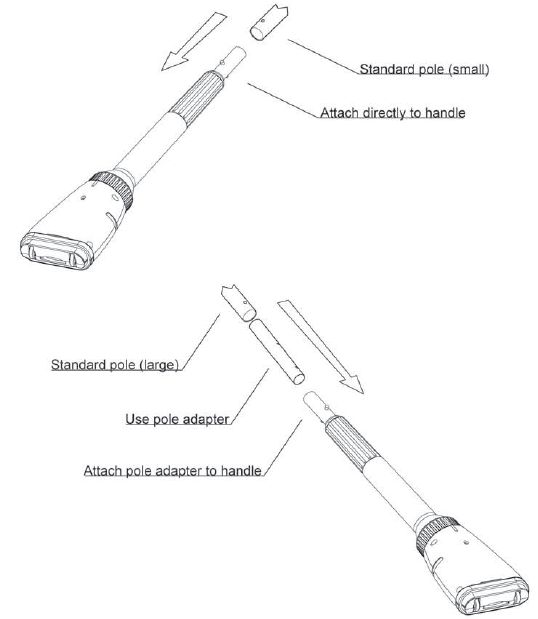 Standard pole (small)
Attach directly to handle
Standard pole (large)
Use pole adapter
Attach pole adapter to handle